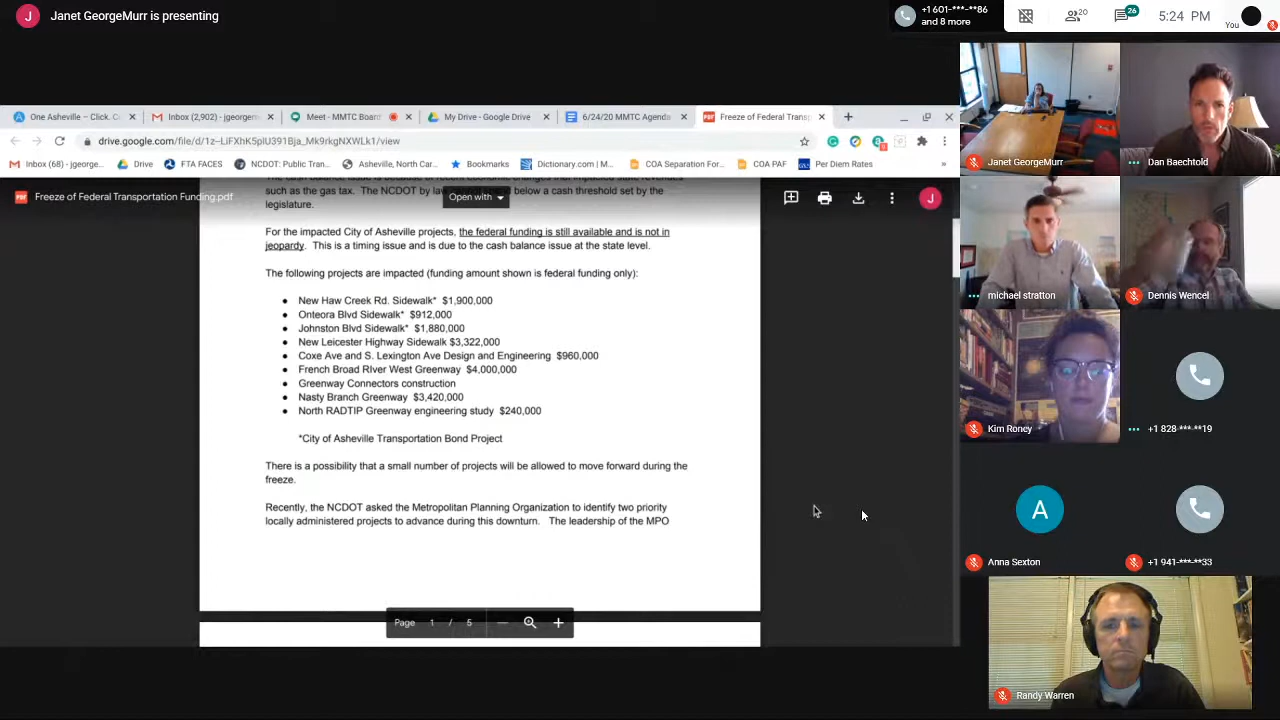 J Janet GeorgeMurr is presenting
+1 601-***-**86
and 8 more
20
26
5:24 PM
You
One Asheville – Click. C
Inbox (2,902) - jgeorgem
Meet - MMTC Board
My Drive - Google Drive
6/24/20 MMTC Agenda
Freeze of Federal Transp
drive.google.com/file/d/1z--LiFXhK5plU391Bja_Mk9rkgNXWLk1/view
Inbox (68) - jgeorge...
Drive
FTA FACES
NCDOT: Public Tran...
Asheville, North Car...
Bookmarks
Dictionary.com | M...
COA Separation For...
COA PAF
Per Diem Rates
»
PDF Freeze of Federal Transportation Funding.pdf
Open with
J
such as the gas tax. The NCDOT by law below a cash threshold set by the
legislature.
For the impacted City of Asheville projects, the federal funding is still available and is not in
jeopardy. This is a timing issue and is due to the cash balance issue at the state level.
The following projects are impacted (funding amount shown is federal funding only):
● New Haw Creek Rd. Sidewalk* $1,900,000
● Onteora Blvd Sidewalk* $912,000
● Johnston Blvd Sidewalk* $1,880,000
● New Leicester Highway Sidewalk $3,322,000
● Coxe Ave and S. Lexington Ave Design and Engineering $960,000
● French Broad RIver West Greenway $4,000,000
● Greenway Connectors construction
● Nasty Branch Greenway $3,420,000
● North RADTIP Greenway engineering study $240,000
*City of Asheville Transportation Bond Project
There is a possibility that a small number of projects will be allowed to move forward during the
freeze.
Recently, the NCDOT asked the Metropolitan Planning Organization to identify two priority
locally administered projects to advance during this downturn. The leadership of the MPO
Page 1 / 5
Janet GeorgeMurr
Dan Baechtold
michael stratton
Dennis Wencel
Kim Roney
+1 828-***-**19
A
Anna Sexton
+1 941-***-**33
Randy Warren